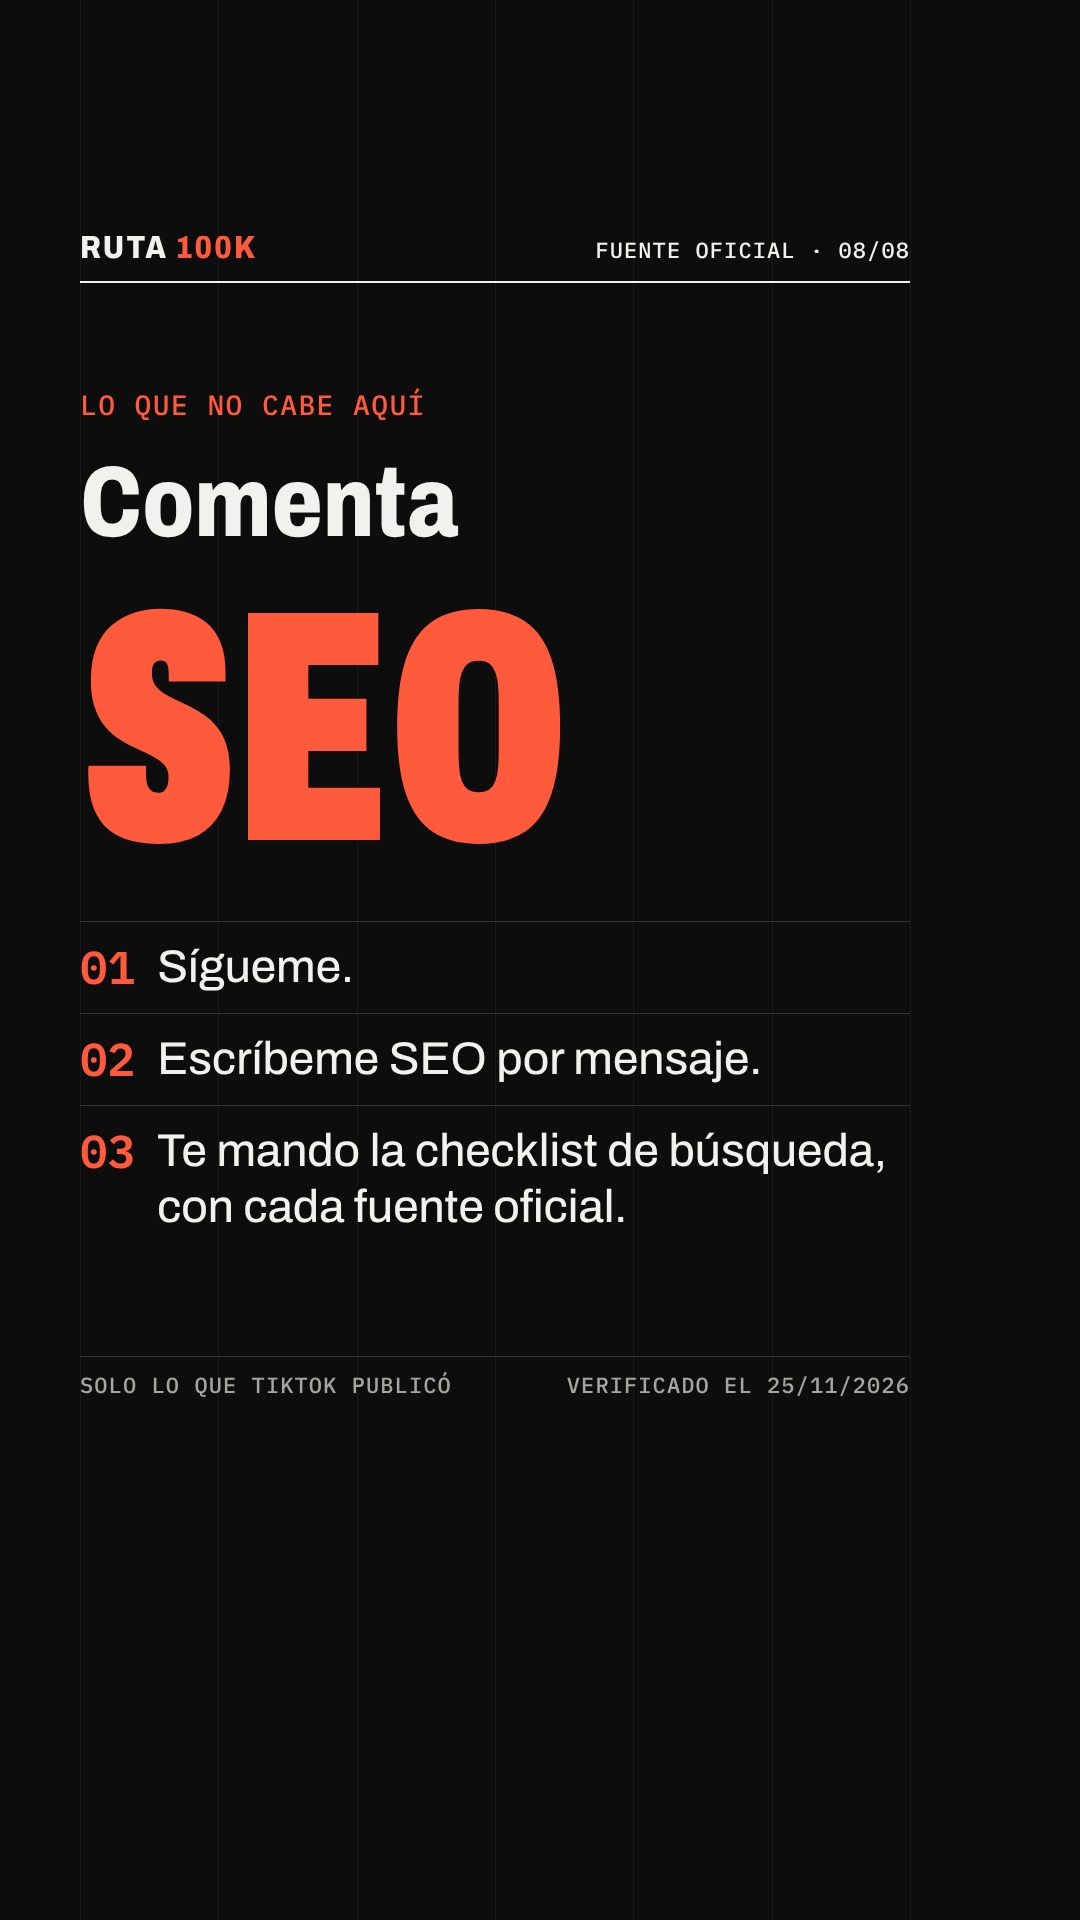 RUTA 100K
FUENTE OFICIAL · 08/08
LO QUE NO CABE AQUÍ
Comenta
SEO
01 Sígueme.
02 Escríbeme SEO por mensaje.
03 Te mando la checklist de búsqueda,
con cada fuente oficial.
SOLO LO QUE TIKTOK PUBLICÓ
VERIFICADO EL 25/11/2026